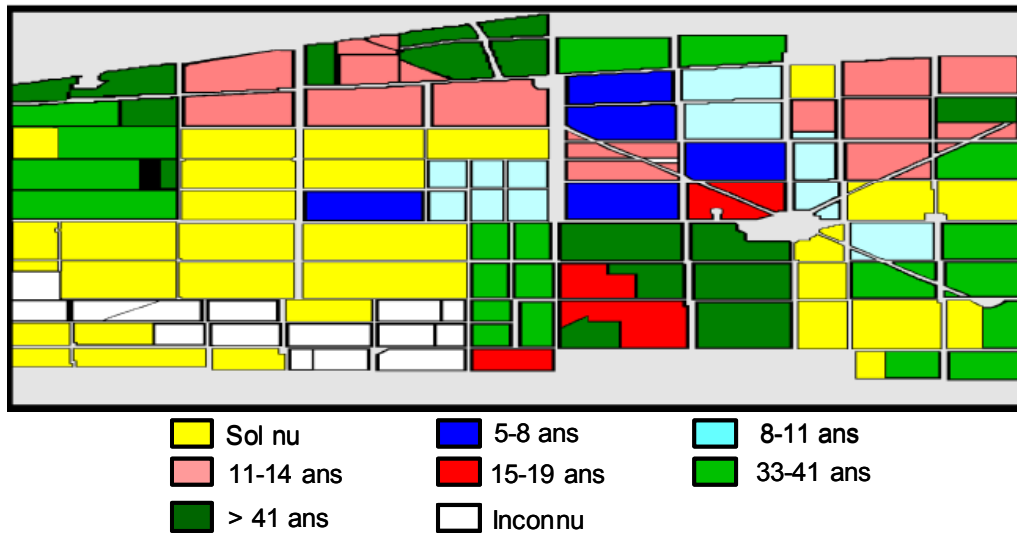 Sol nu 5-8 ans 8-11 ans
11-14 ans 15-19 ans 33-41 ans
> 41 ans Inconnu